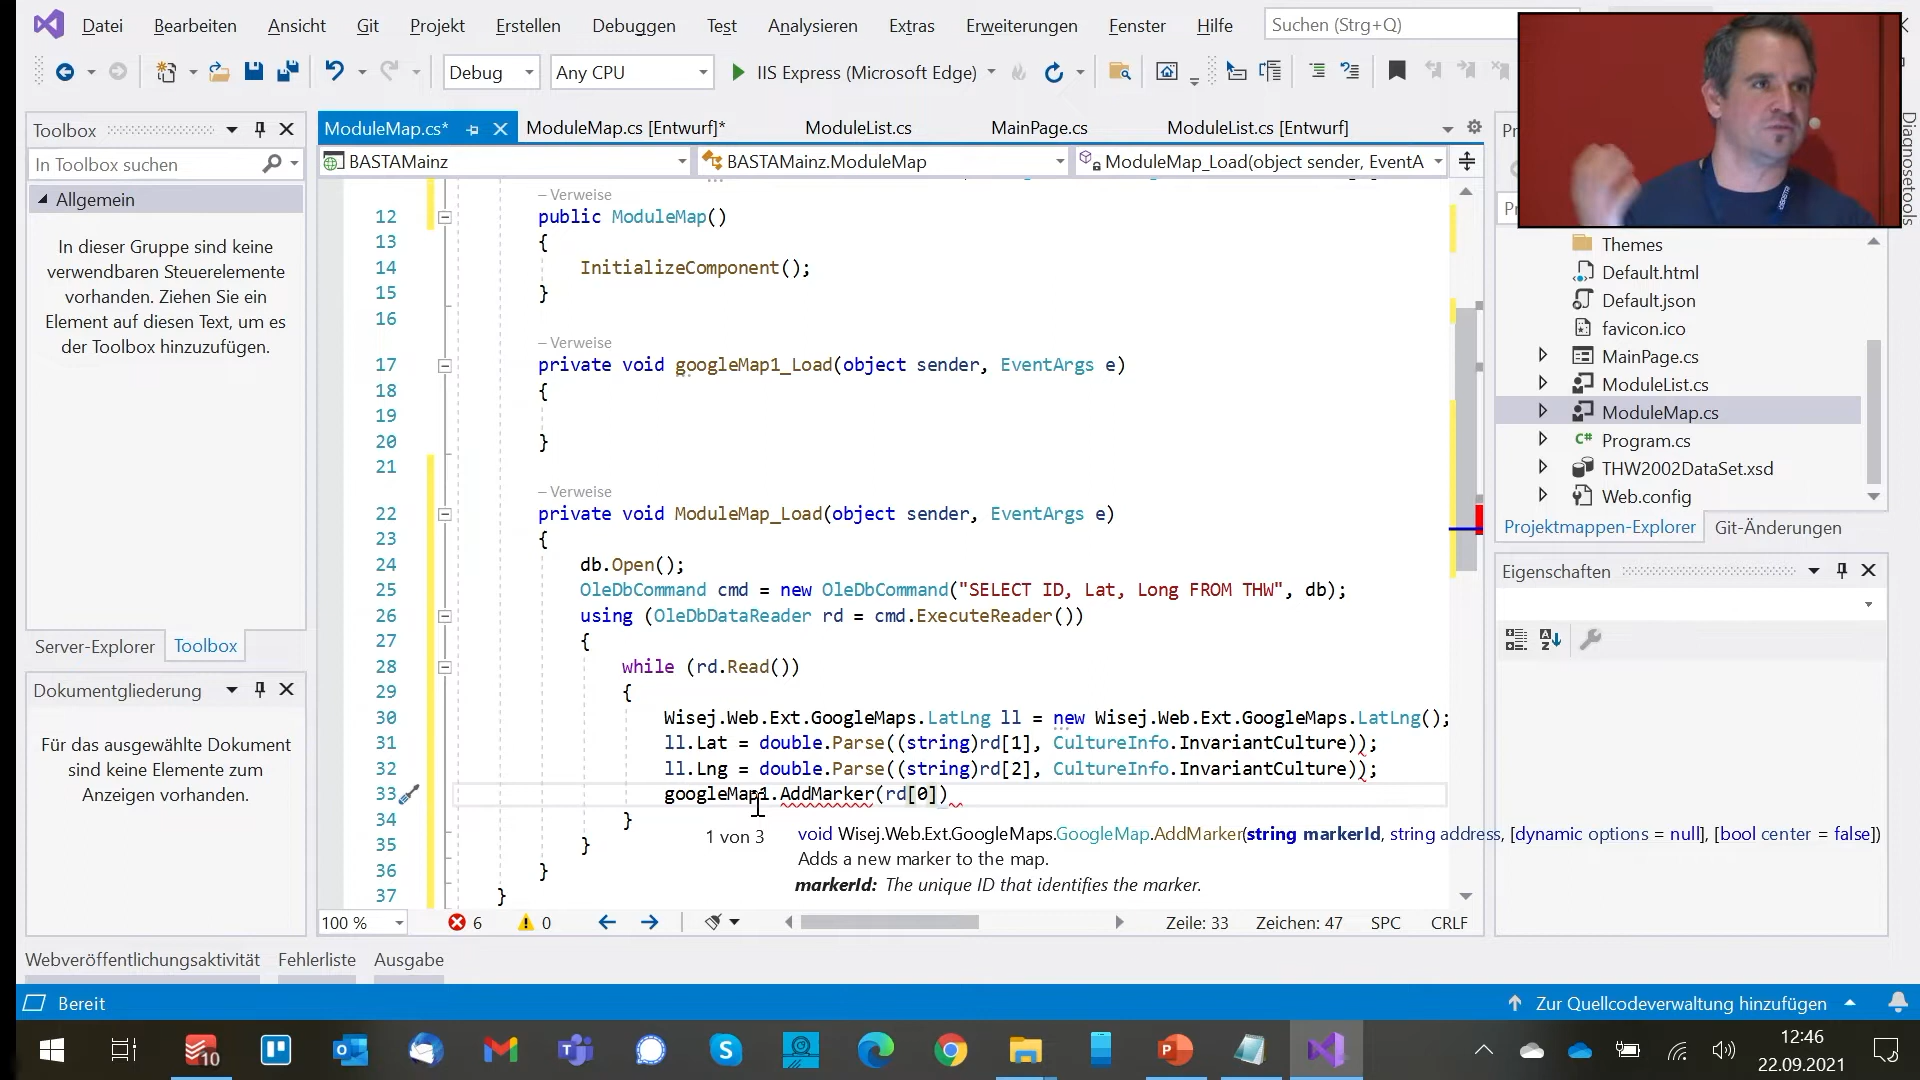 Datei Bearbeiten Ansicht Git Projekt Erstellen Debuggen Test Analysieren Extras Erweiterungen Fenster Hilfe Suchen (Strg+Q)
Debug Any CPU IIS Express (Microsoft Edge)
Toolbox
In Toolbox suchen
Allgemein
In dieser Gruppe sind keine
verwendbaren Steuerelemente
vorhanden. Ziehen Sie ein
Element auf diesen Text, um es
der Toolbox hinzuzufügen.
Server-Explorer Toolbox
Dokumentgliederung
Für das ausgewählte Dokument
sind keine Elemente zum
Anzeigen vorhanden.
ModuleMap.cs* ModuleMap.cs [Entwurf]* ModuleList.cs MainPage.cs ModuleList.cs [Entwurf]
BASTAMainz BASTAMainz.ModuleMap ModuleMap_Load(object sender, EventA
– Verweise
12 public ModuleMap()
13 {
14 InitializeComponent();
15 }
16
– Verweise
17 private void googleMap1_Load(object sender, EventArgs e)
18 {
19
20 }
21
– Verweise
22 private void ModuleMap_Load(object sender, EventArgs e)
23 {
24 db.Open();
25 OleDbCommand cmd = new OleDbCommand("SELECT ID, Lat, Long FROM THW", db);
26 using (OleDbDataReader rd = cmd.ExecuteReader())
27 {
28 while (rd.Read())
29 {
30 Wisej.Web.Ext.GoogleMaps.LatLng ll = new Wisej.Web.Ext.GoogleMaps.LatLng();
31 ll.Lat = double.Parse((string)rd[1], CultureInfo.InvariantCulture));
32 ll.Lng = double.Parse((string)rd[2], CultureInfo.InvariantCulture));
33 googleMap1.AddMarker(rd[0])
34 }
35 }
36 }
37 }
1 von 3 void Wisej.Web.Ext.GoogleMaps.GoogleMap.AddMarker(string markerId, string address, [dynamic options = null], [bool center = false])
Adds a new marker to the map.
markerId: The unique ID that identifies the marker.
100 % 6 0 Zeile: 33 Zeichen: 47 SPC CRLF
Diagnosetools
Themes
Default.html
Default.json
favicon.ico
MainPage.cs
ModuleList.cs
ModuleMap.cs
C# Program.cs
THW2002DataSet.xsd
Web.config
Projektmappen-Explorer Git-Änderungen
Eigenschaften
Webveröffentlichungsaktivität Fehlerliste Ausgabe
Bereit Zur Quellcodeverwaltung hinzufügen
10
12:46
22.09.2021